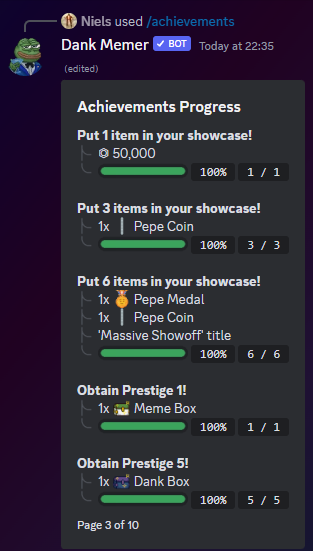 Niels used /achievements
Dank Memer ✓ BOT Today at 22:35
(edited)
Achievements Progress
Put 1 item in your showcase!
⏣ 50,000
100% 1 / 1
Put 3 items in your showcase!
1x Pepe Coin
100% 3 / 3
Put 6 items in your showcase!
1x Pepe Medal
1x Pepe Coin
'Massive Showoff' title
100% 6 / 6
Obtain Prestige 1!
1x Meme Box
100% 1 / 1
Obtain Prestige 5!
1x Dank Box
100% 5 / 5
Page 3 of 10